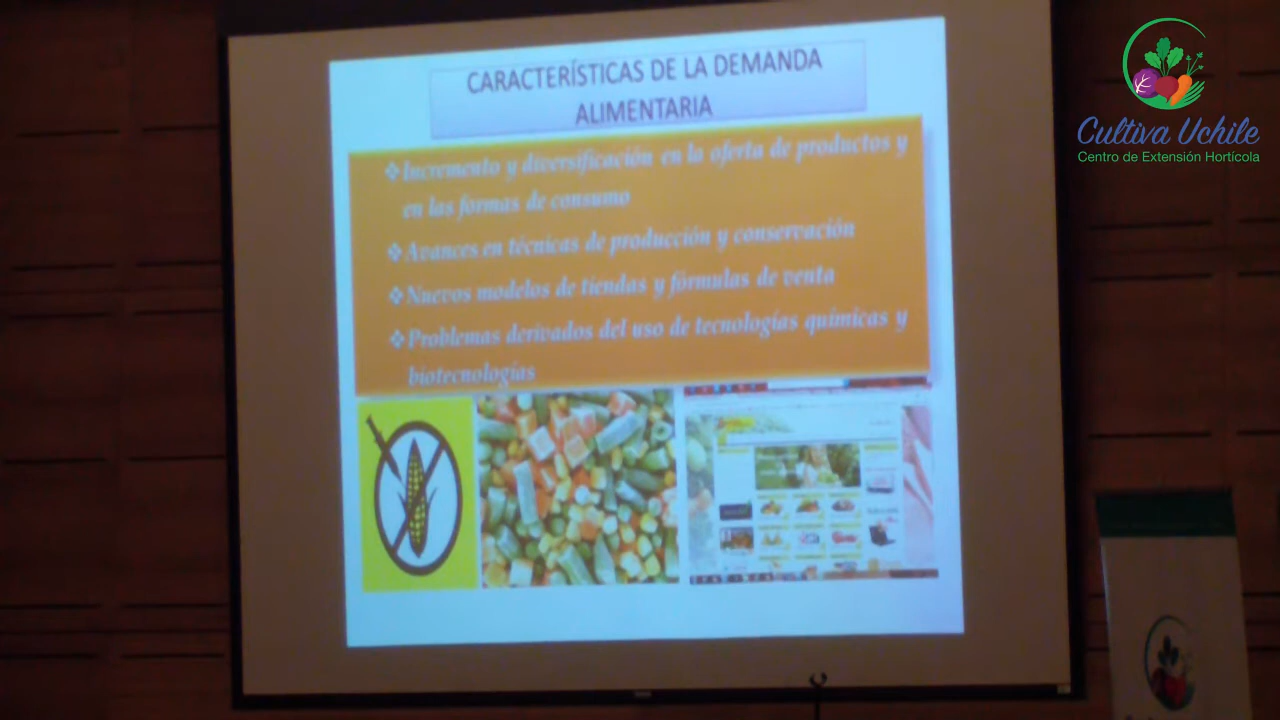 CARACTERÍSTICAS DE LA DEMANDA
ALIMENTARIA
❖Incremento y diversificación en la oferta de productos y
en las formas de consumo
❖Avances en técnicas de producción y conservación
❖Nuevos modelos de tiendas y fórmulas de venta
❖Problemas derivados del uso de tecnologías químicas y
biotecnologías
Cultiva Uchile
Centro de Extensión Hortícola